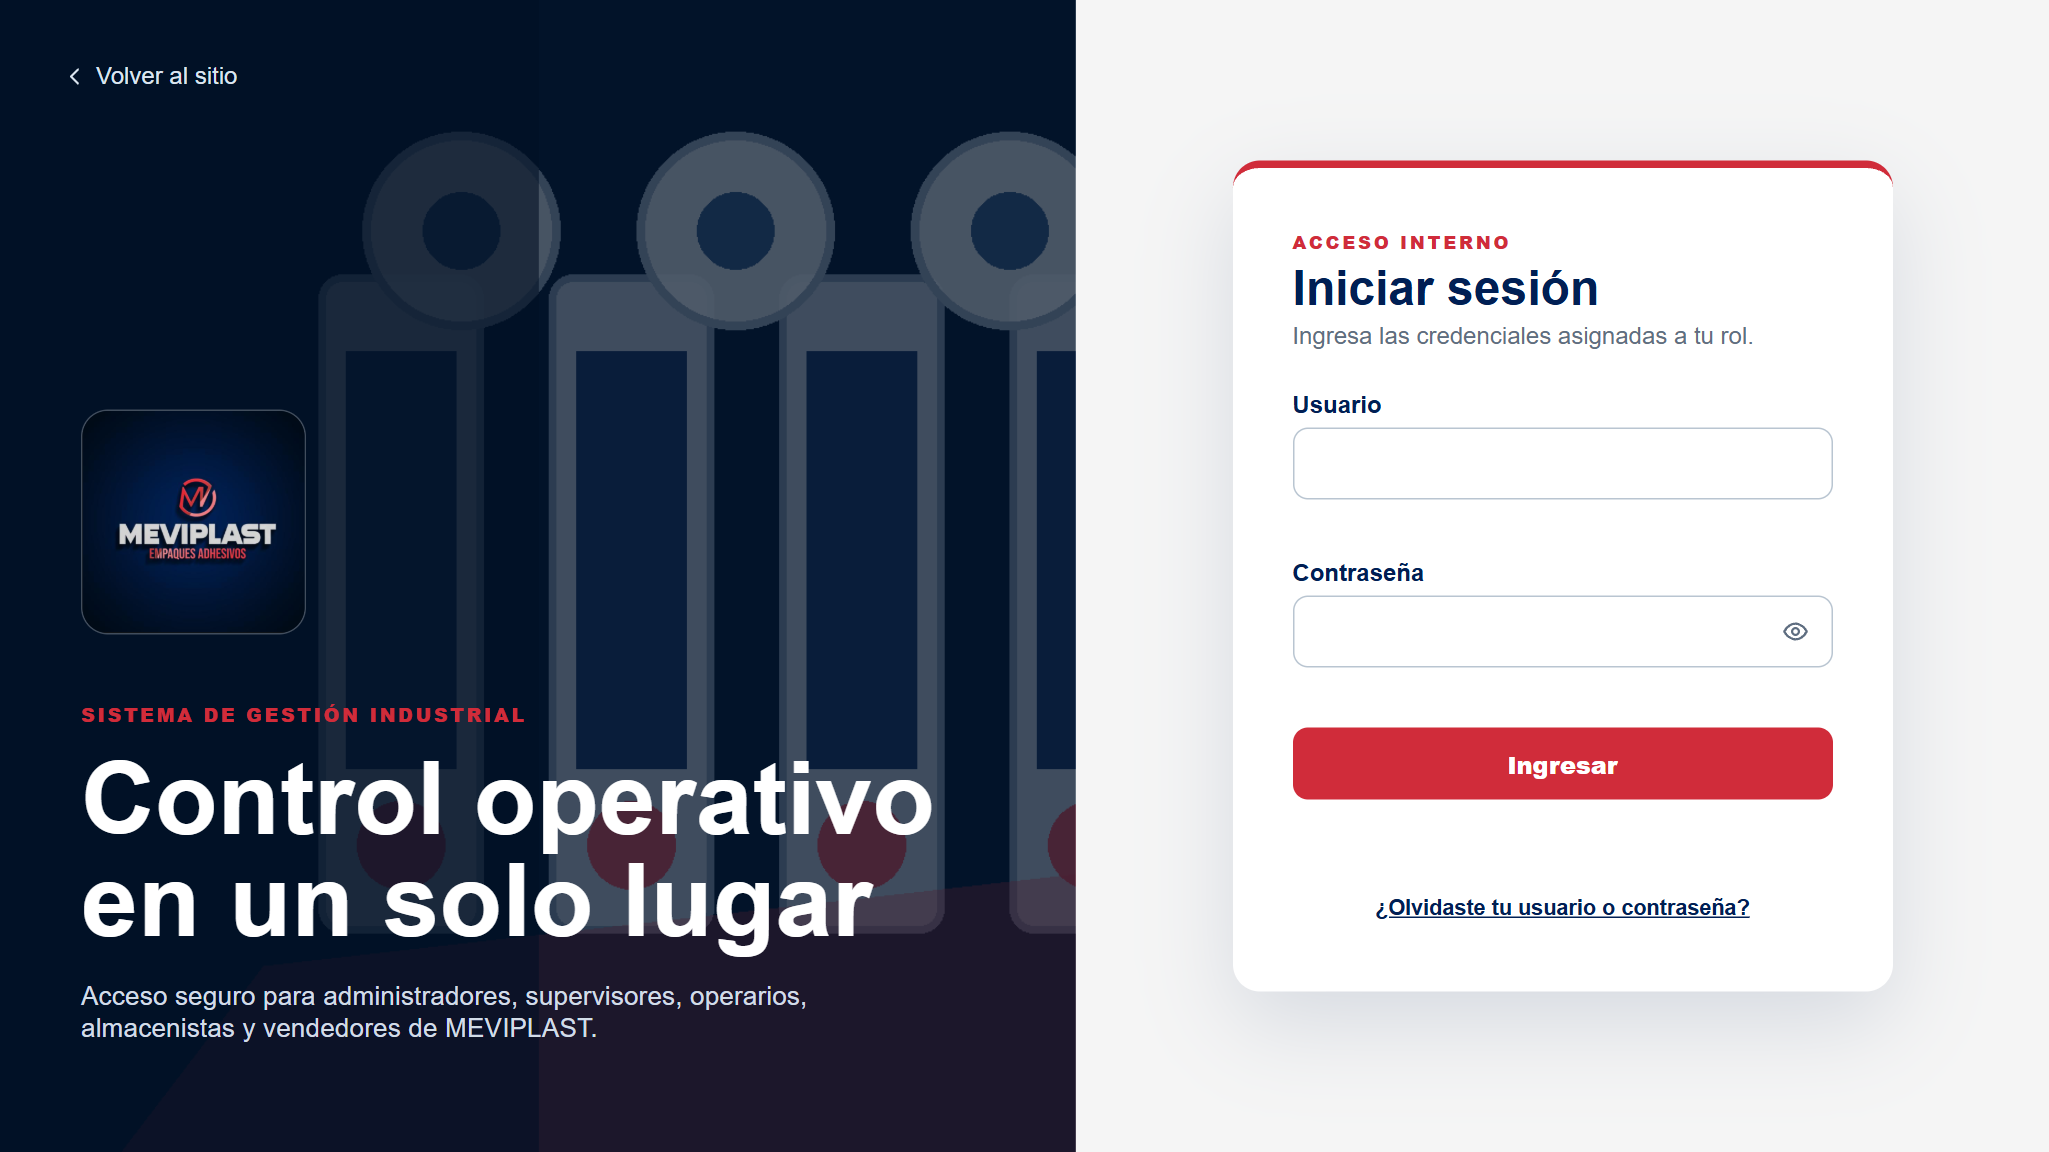 Volver al sitio
MEVIPLAST
EMPAQUES ADHESIVOS
SISTEMA DE GESTIÓN INDUSTRIAL
Control operativo
en un solo lugar
Acceso seguro para administradores, supervisores, operarios,
almacenistas y vendedores de MEVIPLAST.
ACCESO INTERNO
Iniciar sesión
Ingresa las credenciales asignadas a tu rol.
Usuario
Contraseña
Ingresar
¿Olvidaste tu usuario o contraseña?